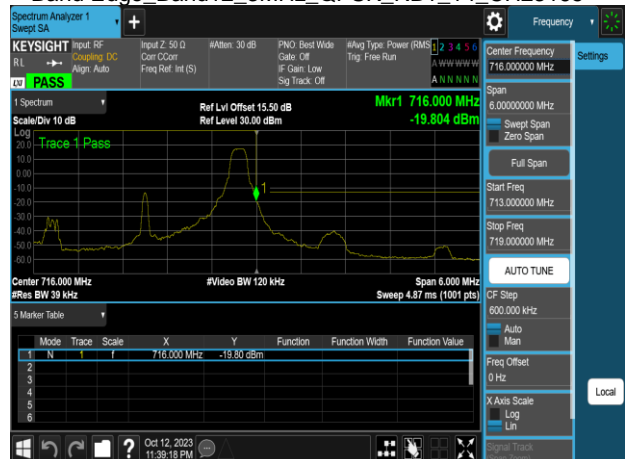 Spectrum Analyzer 1
Swept SA
Frequency
KEYSIGHT
Input: RF
Input Z: 50 Ω
#Atten: 30 dB
PNO: Best Wide
#Avg Type: Power (RMS
1 2 3 4 5 6
RL
Coupling: DC
Corr CCorr
Gate: Off
Trig: Free Run
A WW WW W
Align: Auto
Freq Ref: Int (S)
IF Gain: Low
Sig Track: Off
A N N N N N
LXI
PASS
1 Spectrum
Ref Lvl Offset 15.50 dB
Mkr1 716.000 MHz
Scale/Div 10 dB
Ref Level 30.00 dBm
-19.804 dBm
Log
Trace 1 Pass
20.0
10.0
0.00
-10.0
-20.0
-30.0
-40.0
-50.0
-60.0
1
Center 716.000 MHz
#Video BW 120 kHz
Span 6.000 MHz
#Res BW 39 kHz
Sweep 4.87 ms (1001 pts)
5 Marker Table
Mode
Trace
Scale
X
Y
Function
Function Width
Function Value
1
N
1
f
716.000 MHz
-19.80 dBm
2
3
4
5
6
Oct 12, 2023
11:39:18 PM
Center Frequency
716.000000 MHz
Settings
Span
6.00000000 MHz
Swept Span
Zero Span
Full Span
Start Freq
713.000000 MHz
Stop Freq
719.000000 MHz
AUTO TUNE
CF Step
600.000 kHz
Auto
Man
Freq Offset
0 Hz
X Axis Scale
Log
Lin
Local
Signal Track